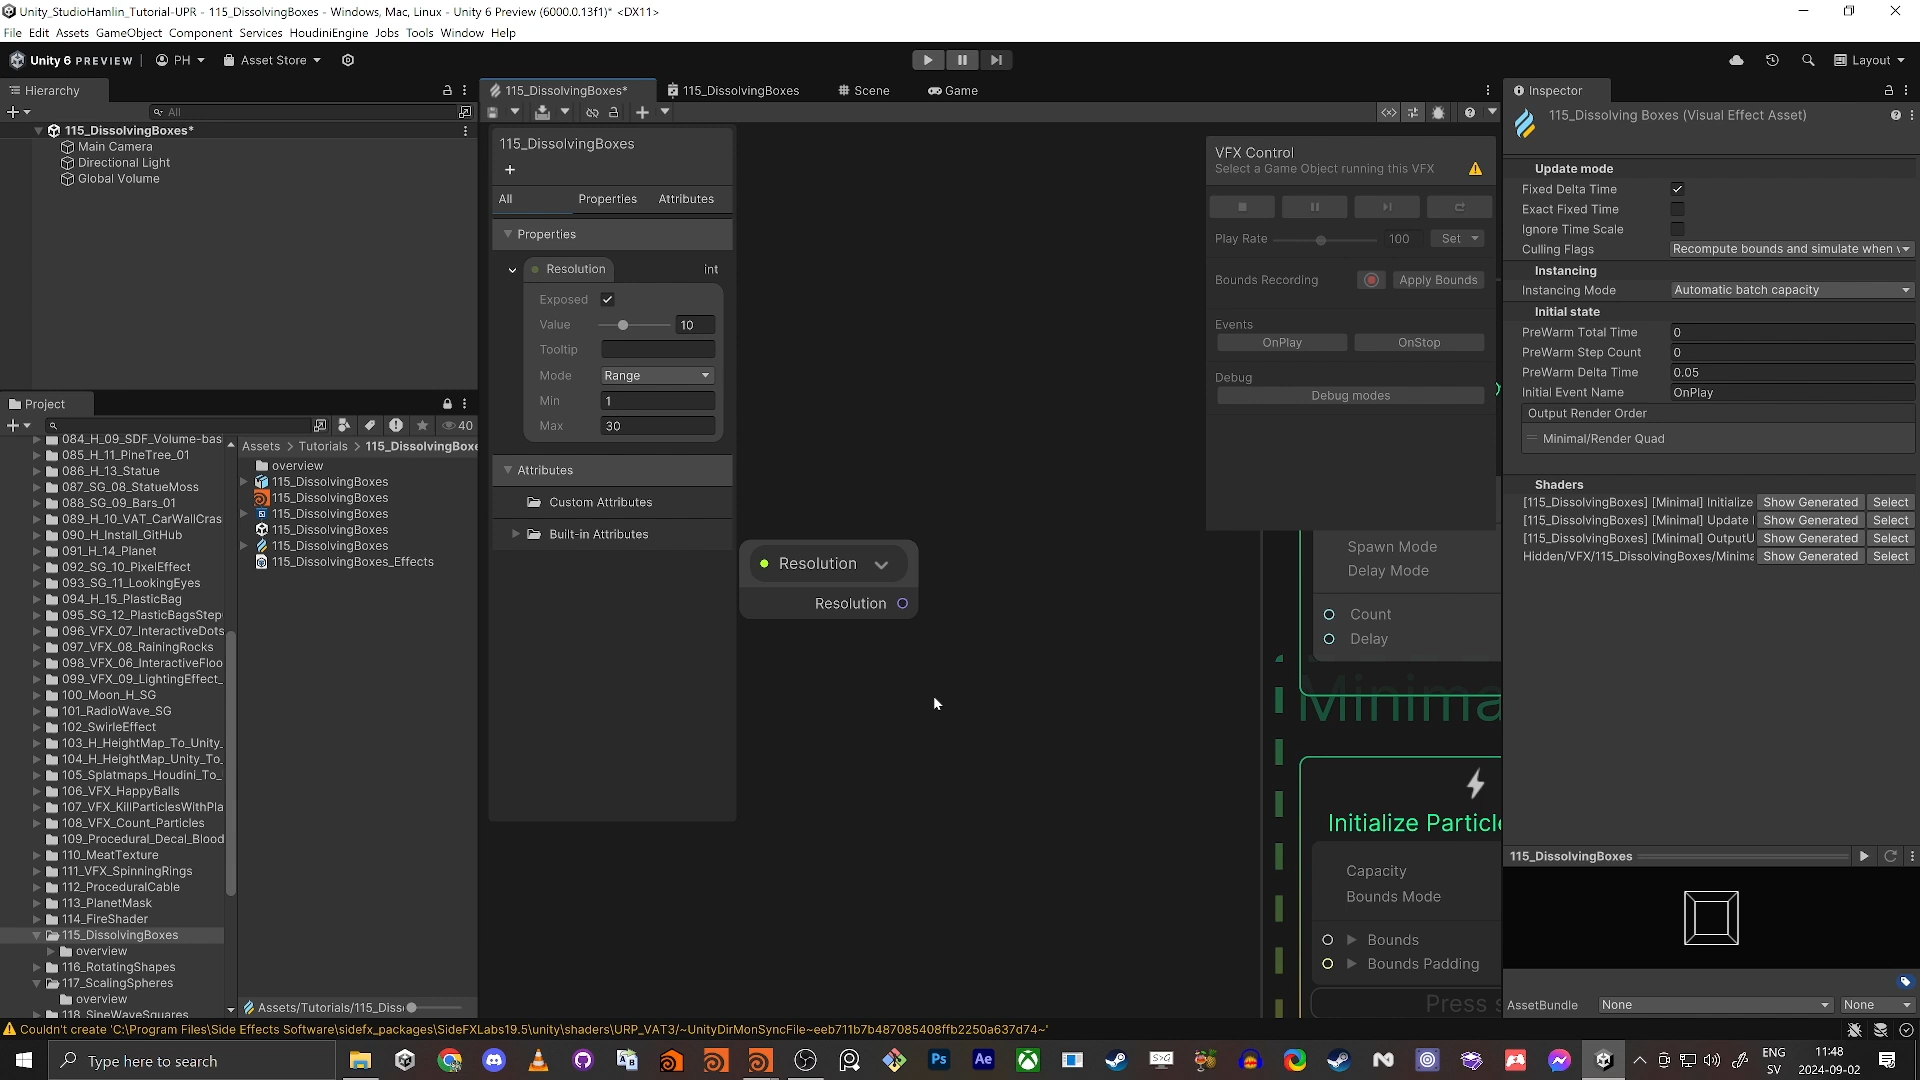 Unity_StudioHamlin_Tutorial-UPR - 115_DissolvingBoxes - Windows, Mac, Linux - Unity 6 Preview (6000.0.13f1)* <DX11>
File Edit Assets GameObject Component Services HoudiniEngine Jobs Tools Window Help
Unity 6 PREVIEW PH Asset Store Layout
Hierarchy
All
115_DissolvingBoxes*
Main Camera
Directional Light
Global Volume
Project
40
084_H_09_SDF_Volume-bas
085_H_11_PineTree_01
086_H_13_Statue
087_SG_08_StatueMoss
088_SG_09_Bars_01
089_H_10_VAT_CarWallCras
090_H_Install_GitHub
091_H_14_Planet
092_SG_10_PixelEffect
093_SG_11_LookingEyes
094_H_15_PlasticBag
095_SG_12_PlasticBagsStep
096_VFX_07_InteractiveDots
097_VFX_08_RainingRocks
098_VFX_06_InteractiveFloo
099_VFX_09_LightingEffect_
100_Moon_H_SG
101_RadioWave_SG
102_SwirleEffect
103_H_HeightMap_To_Unity_
104_H_HeightMap_Unity_To_
105_Splatmaps_Houdini_To_
106_VFX_HappyBalls
107_VFX_KillParticlesWithPla
108_VFX_Count_Particles
109_Procedural_Decal_Blood
110_MeatTexture
111_VFX_SpinningRings
112_ProceduralCable
113_PlanetMask
114_FireShader
115_DissolvingBoxes
overview
116_RotatingShapes
117_ScalingSpheres
overview
118_SineWaveSquares
Assets > Tutorials > 115_DissolvingBoxe
overview
115_DissolvingBoxes
115_DissolvingBoxes
115_DissolvingBoxes
115_DissolvingBoxes
115_DissolvingBoxes
115_DissolvingBoxes_Effects
Assets/Tutorials/115_Diss
115_DissolvingBoxes* 115_DissolvingBoxes Scene Game
115_DissolvingBoxes
+
All Properties Attributes
Properties
Resolution int
Exposed
Value 10
Tooltip
Mode Range
Min 1
Max 30
Attributes
Custom Attributes
Built-in Attributes
Resolution
Resolution
VFX Control
Select a Game Object running this VFX
Play Rate 100 Set
Bounds Recording Apply Bounds
Events
OnPlay OnStop
Debug
Debug modes
Spawn Mode
Delay Mode
Count
Delay
Minima
Initialize Particle
Capacity
Bounds Mode
Bounds
Bounds Padding
Press s
Inspector
115_Dissolving Boxes (Visual Effect Asset)
Update mode
Fixed Delta Time
Exact Fixed Time
Ignore Time Scale
Culling Flags Recompute bounds and simulate when v
Instancing
Instancing Mode Automatic batch capacity
Initial state
PreWarm Total Time 0
PreWarm Step Count 0
PreWarm Delta Time 0.05
Initial Event Name OnPlay
Output Render Order
Minimal/Render Quad
Shaders
[115_DissolvingBoxes] [Minimal] Initialize Show Generated Select
[115_DissolvingBoxes] [Minimal] Update Show Generated Select
[115_DissolvingBoxes] [Minimal] OutputU Show Generated Select
Hidden/VFX/115_DissolvingBoxes/Minima Show Generated Select
115_DissolvingBoxes
AssetBundle None None
Couldn't create 'C:\Program Files\Side Effects Software\sidefx_packages\SideFXLabs19.5\unity\shaders\URP_VAT3/~UnityDirMonSyncFile~eeb711b7b487085408ffb2250a637d74~'
Type here to search
Ps
Ae
ENG
SV
11:48
2024-09-02